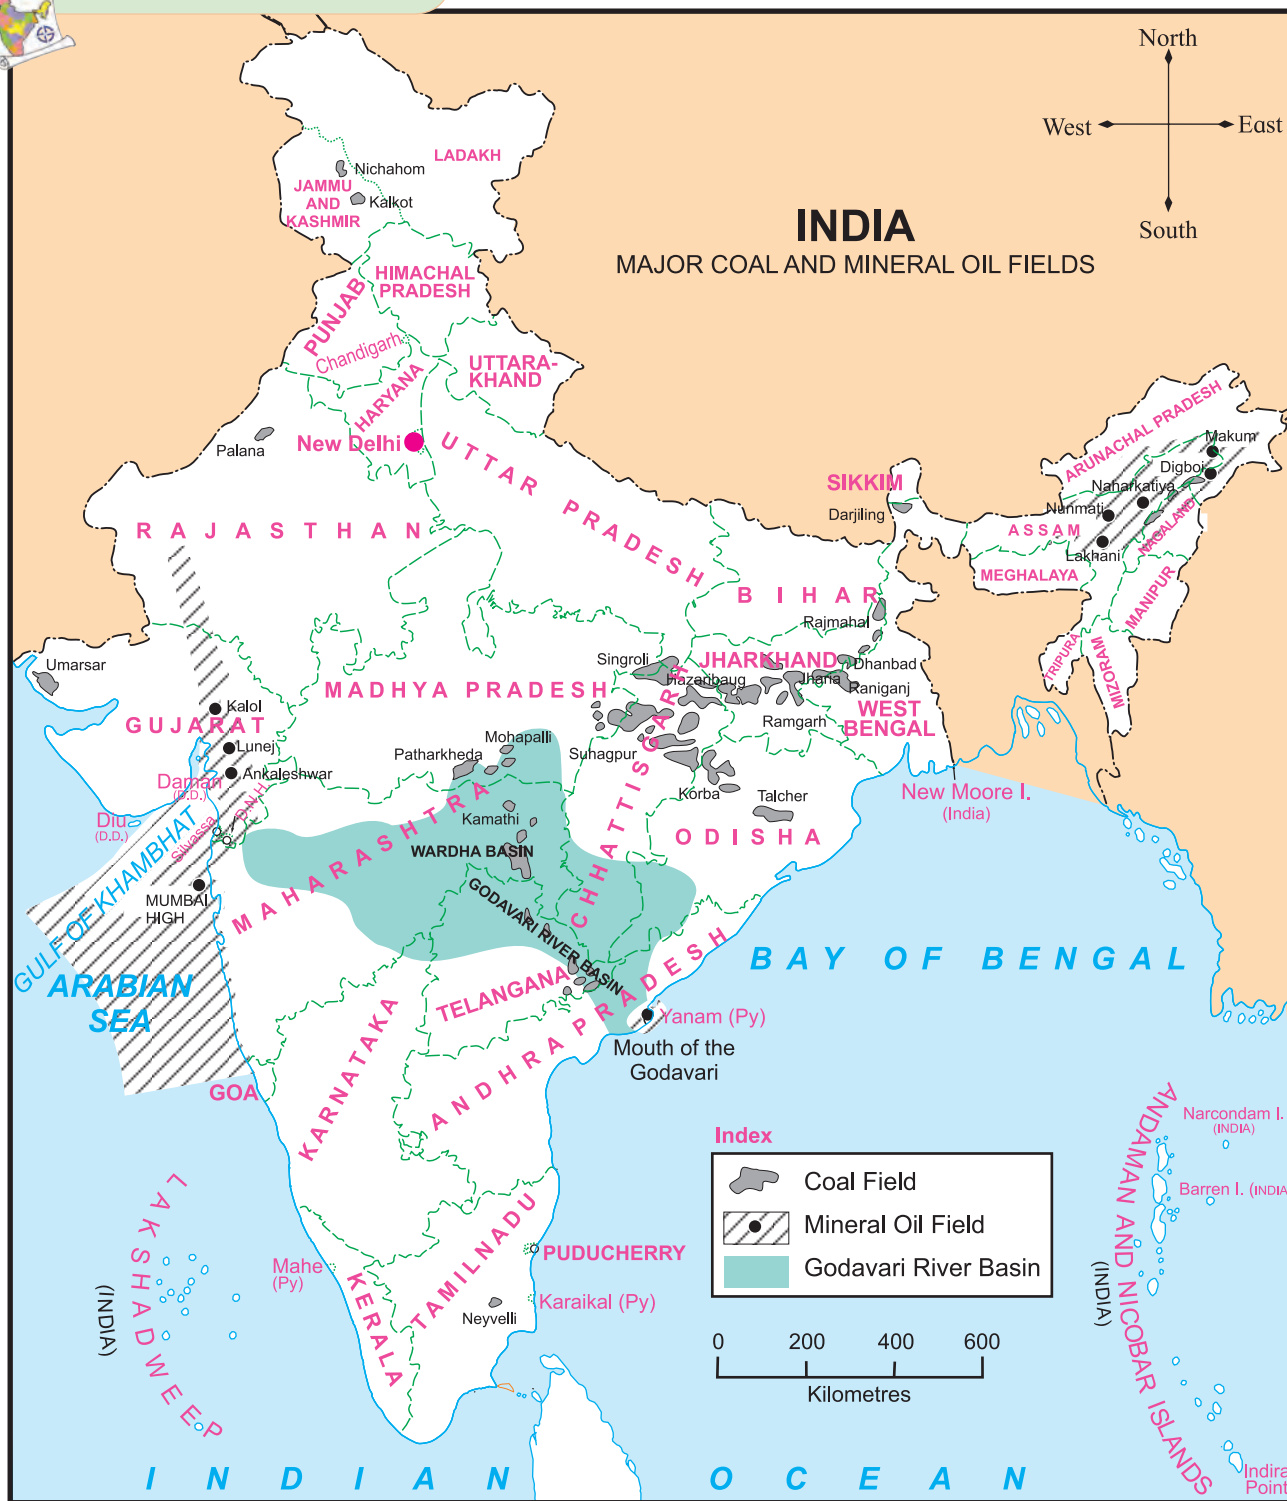 North
West
East
South
INDIA
MAJOR COAL AND MINERAL OIL FIELDS
LADAKH
Nichahom
JAMMU
AND
KASHMIR
Kalkot
HIMACHAL
PRADESH
PUNJAB
Chandigarh
UTTARA-
KHAND
HARYANA
New Delhi
Palana
UTTAR PRADESH
RAJASTHAN
SIKKIM
Darjiling
ARUNACHAL PRADESH
Makum
Digboi
Naharkatiya
Nunmati
ASSAM
NAGALAND
Lakhani
MEGHALAYA
MANIPUR
TRIPURA
MIZORAM
BIHAR
Rajmahal
Umarsar
Singroli
JHARKHAND
Dhanbad
Hazaribaug
Jharia
Raniganj
MADHYA PRADESH
WEST
BENGAL
Ramgarh
Kalol
GUJARAT
Lunej
Mohapalli
Patharkheda
Suhagpur
Ankaleshwar
Daman
(D.D.)
D.N.H.
Korba
Talcher
New Moore I.
(India)
Diu
(D.D.)
Silvassa
Kamathi
CHHATTISGARH
ODISHA
WARDHA BASIN
MAHARASHTRA
GULF OF KHAMBHAT
MUMBAI
HIGH
GODAVARI RIVER BASIN
BAY OF BENGAL
ARABIAN
SEA
TELANGANA
Yanam (Py)
Mouth of the
Godavari
ANDHRA PRADESH
KARNATAKA
GOA
Index
Coal Field
Mineral Oil Field
Godavari River Basin
0 200 400 600
Kilometres
Narcondam I.
(INDIA)
Barren I. (INDIA
ANDAMAN AND NICOBAR ISLANDS
(INDIA)
LAKSHADWEEP
(INDIA)
Mahe
(Py)
KERALA
TAMILNADU
PUDUCHERRY
Karaikal (Py)
Neyvelli
Indira
Point
INDIAN OCEAN